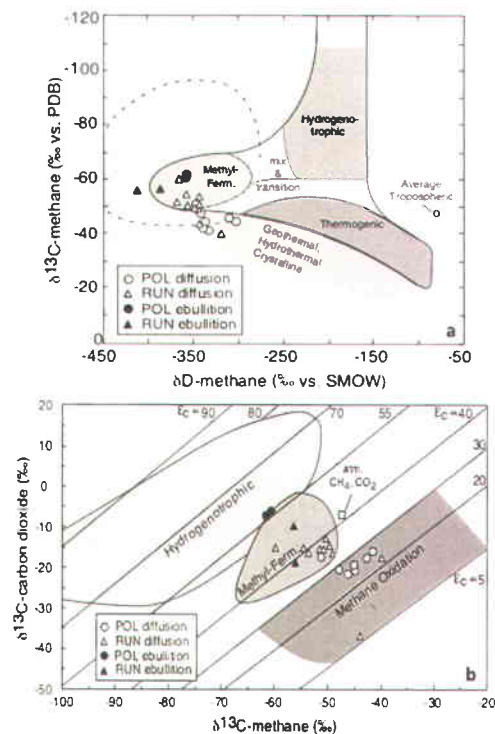 -120
-100
-80
-60
-40
-20
0
δ13C-methane (‰ vs. PDB)
Hydrogeno-
trophic
Methyl-
Ferm.
mix
&
transition
Average
Tropospheric
Thermogenic
Geothermal,
Hydrothermal
Crystalline
POL diffusion
RUN diffusion
POL ebullition
RUN ebullition
a
-450 -350 -250 -150 -50
δD-methane (‰ vs. SMOW)
20
10
0
-10
-20
-30
-40
-50
δ13C-carbon dioxide (‰)
εc = 90 80 70 55 εc = 40
30
20
εc = 5
atm.
CH4, CO2
Hydrogenotrophic
Methyl-Ferm.
Methane Oxidation
POL diffusion
RUN diffusion
POL ebullition
RUN ebullition
b
-100 -90 -80 -70 -60 -50 -40 -30 -20
δ13C-methane (‰)